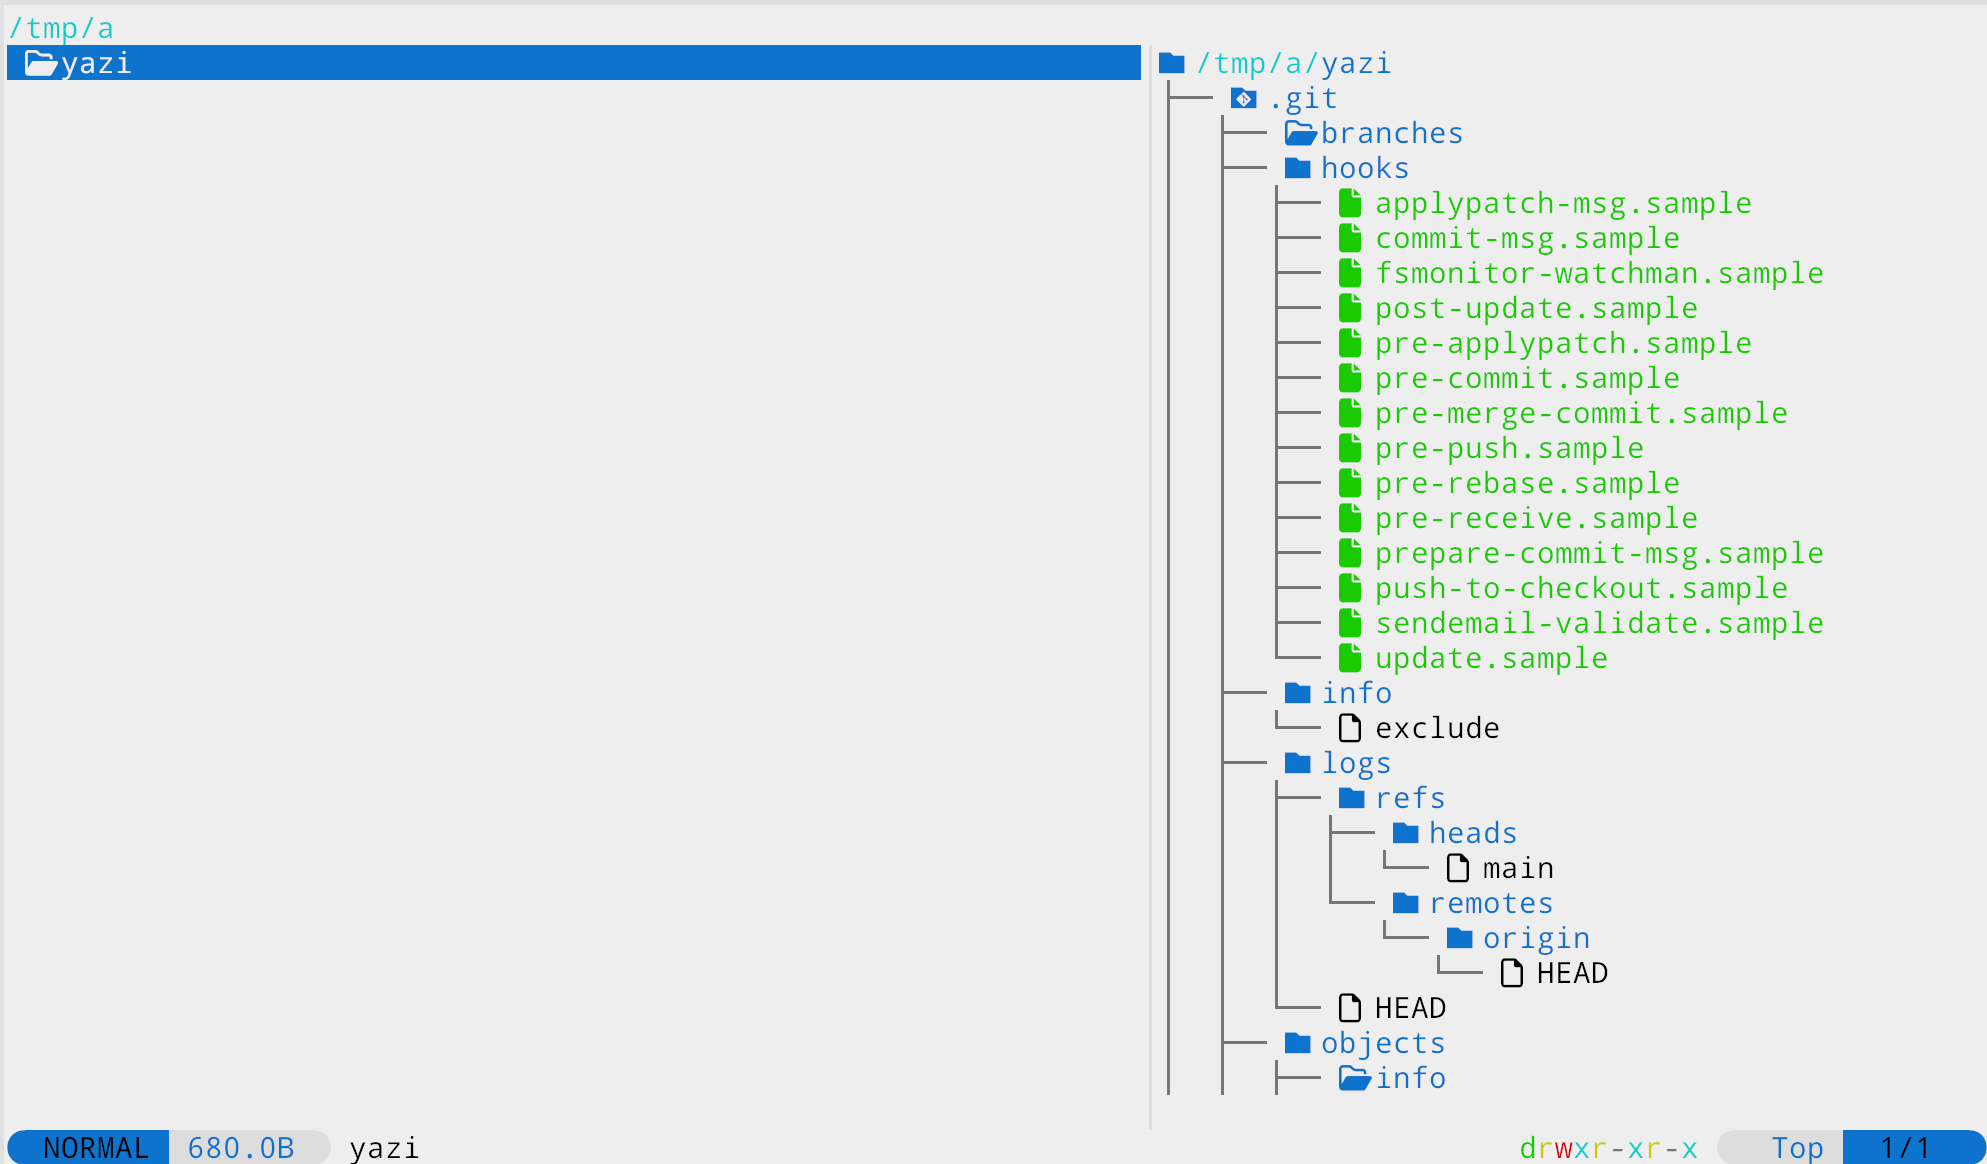 /tmp/a
yazi
/tmp/a/yazi
.git
branches
hooks
applypatch-msg.sample
commit-msg.sample
fsmonitor-watchman.sample
post-update.sample
pre-applypatch.sample
pre-commit.sample
pre-merge-commit.sample
pre-push.sample
pre-rebase.sample
pre-receive.sample
prepare-commit-msg.sample
push-to-checkout.sample
sendemail-validate.sample
update.sample
info
exclude
logs
refs
heads
main
remotes
origin
HEAD
HEAD
objects
info
NORMAL 680.0B yazi drwxr-xr-x Top 1/1